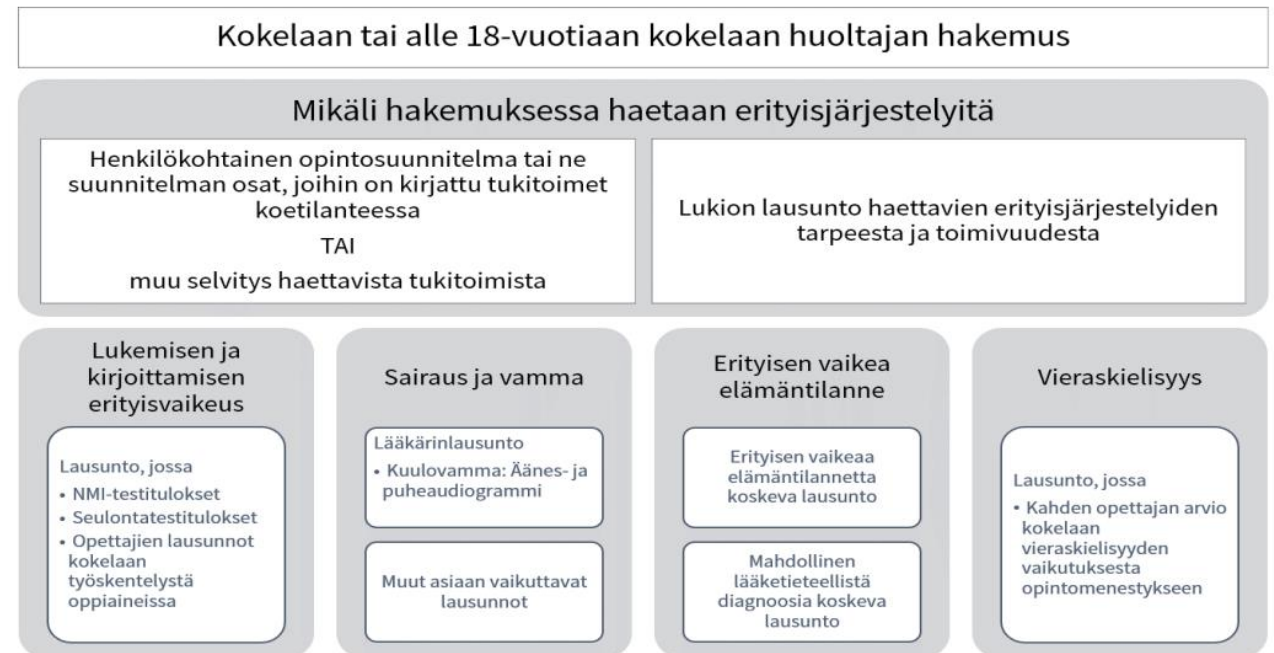 Kokelaan tai alle 18-vuotiaan kokelaan huoltajan hakemus
Mikäli hakemuksessa haetaan erityisjärjestelyitä
Henkilökohtainen opintosuunnitelma tai ne
suunnitelman osat, joihin on kirjattu tukitoimet
koetilanteessa
TAI
muu selvitys haettavista tukitoimista
Lukion lausunto haettavien erityisjärjestelyiden
tarpeesta ja toimivuudesta
Lukemisen ja
kirjoittamisen
erityisvaikeus
Lausunto, jossa
• NMI-testitulokset
• Seulontatestitulokset
• Opettajien lausunnot
kokelaan
työskentelystä
oppiaineissa
Sairaus ja vamma
Lääkärinlausunto
• Kuulovamma: Äänes- ja
puheaudiogrammi
Muut asiaan vaikuttavat
lausunnot
Erityisen vaikea
elämäntilanne
Erityisen vaikeaa
elämäntilannetta
koskeva lausunto
Mahdollinen
lääketieteellistä
diagnoosia koskeva
lausunto
Vieraskielisyys
Lausunto, jossa
• Kahden opettajan arvio
kokelaan
vieraskielisyyden
vaikutuksesta
opintomenestykseen